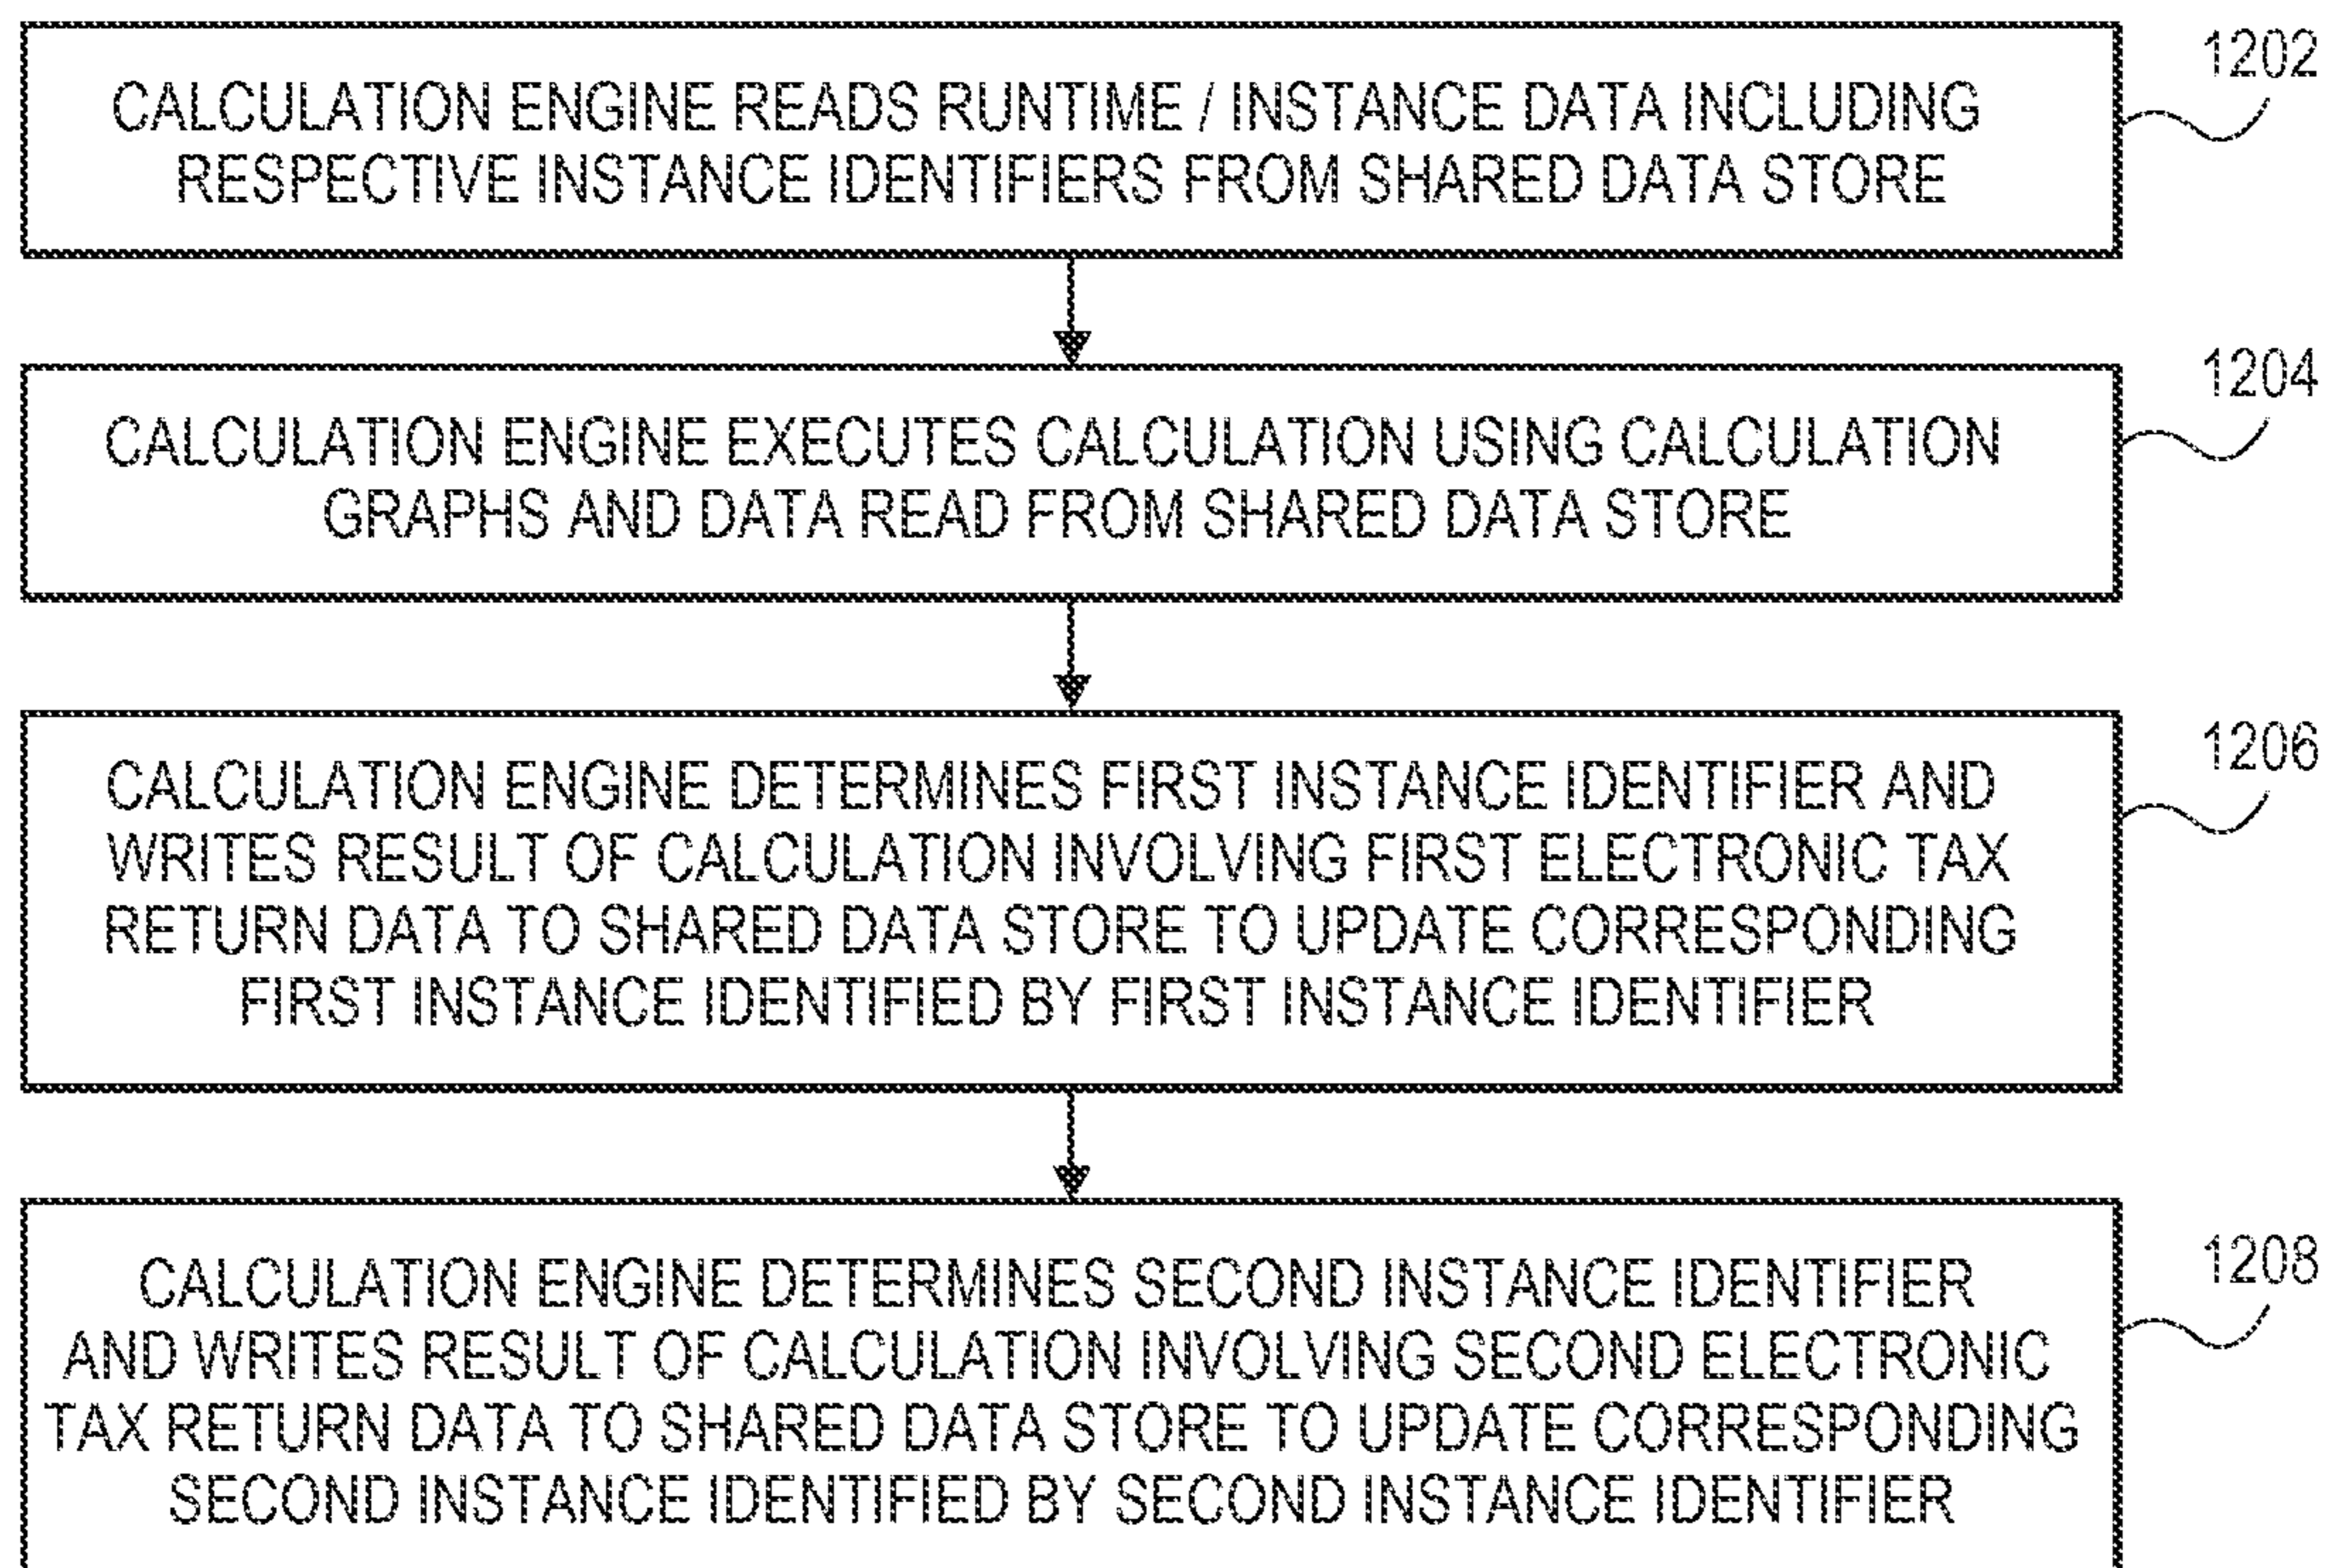 1202
CALCULATION ENGINE READS RUNTIME / INSTANCE DATA INCLUDING
RESPECTIVE INSTANCE IDENTIFIERS FROM SHARED DATA STORE
1204
CALCULATION ENGINE EXECUTES CALCULATION USING CALCULATION
GRAPHS AND DATA READ FROM SHARED DATA STORE
1206
CALCULATION ENGINE DETERMINES FIRST INSTANCE IDENTIFIER AND
WRITES RESULT OF CALCULATION INVOLVING FIRST ELECTRONIC TAX
RETURN DATA TO SHARED DATA STORE TO UPDATE CORRESPONDING
FIRST INSTANCE IDENTIFIED BY FIRST INSTANCE IDENTIFIER
1208
CALCULATION ENGINE DETERMINES SECOND INSTANCE IDENTIFIER
AND WRITES RESULT OF CALCULATION INVOLVING SECOND ELECTRONIC
TAX RETURN DATA TO SHARED DATA STORE TO UPDATE CORRESPONDING
SECOND INSTANCE IDENTIFIED BY SECOND INSTANCE IDENTIFIER